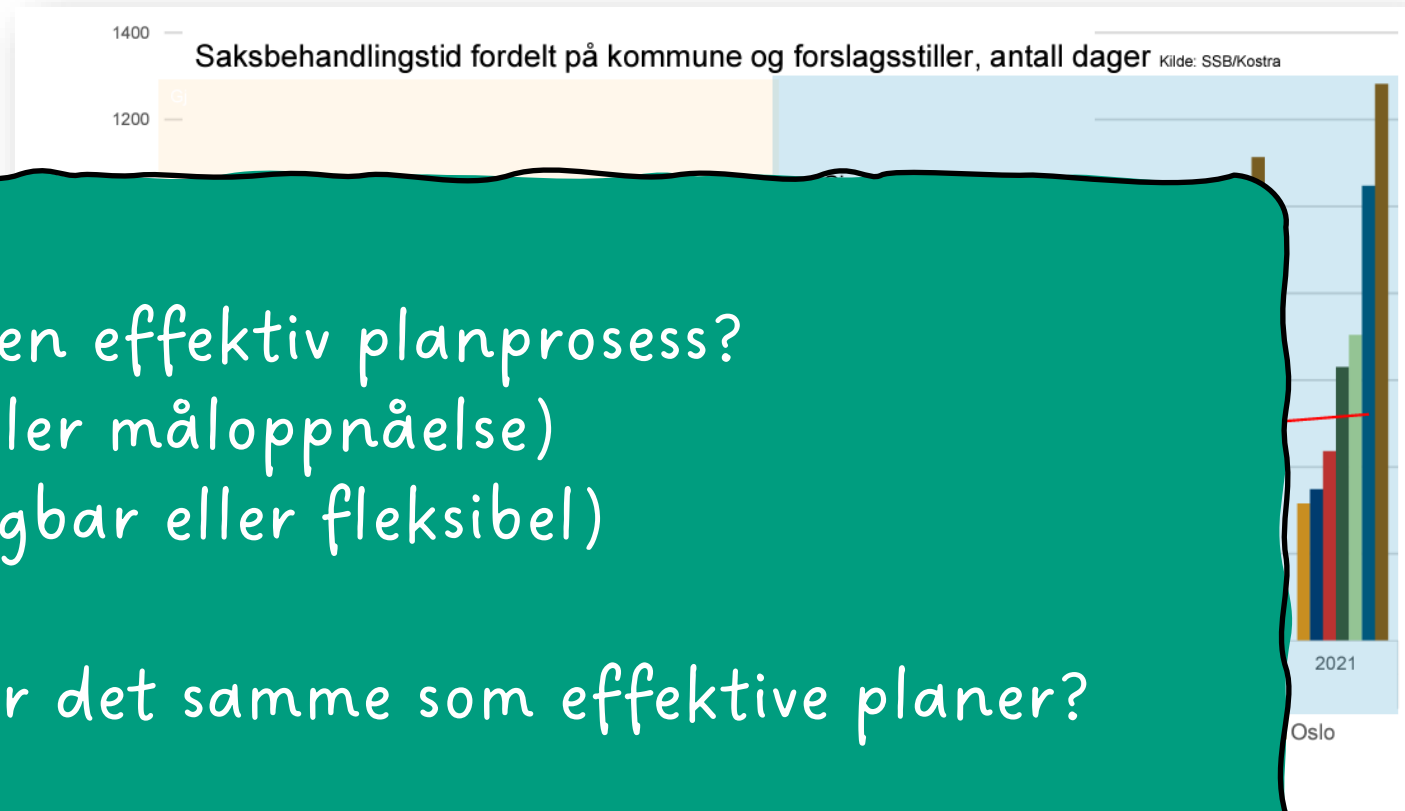 1400
Saksbehandlingstid fordelt på kommune og forslagsstiller, antall dager Kilde: SSB/Kostra
1200
en effektiv planprosess?
ler måloppnåelse)
gbar eller fleksibel)
r det samme som effektive planer?
2021
Oslo